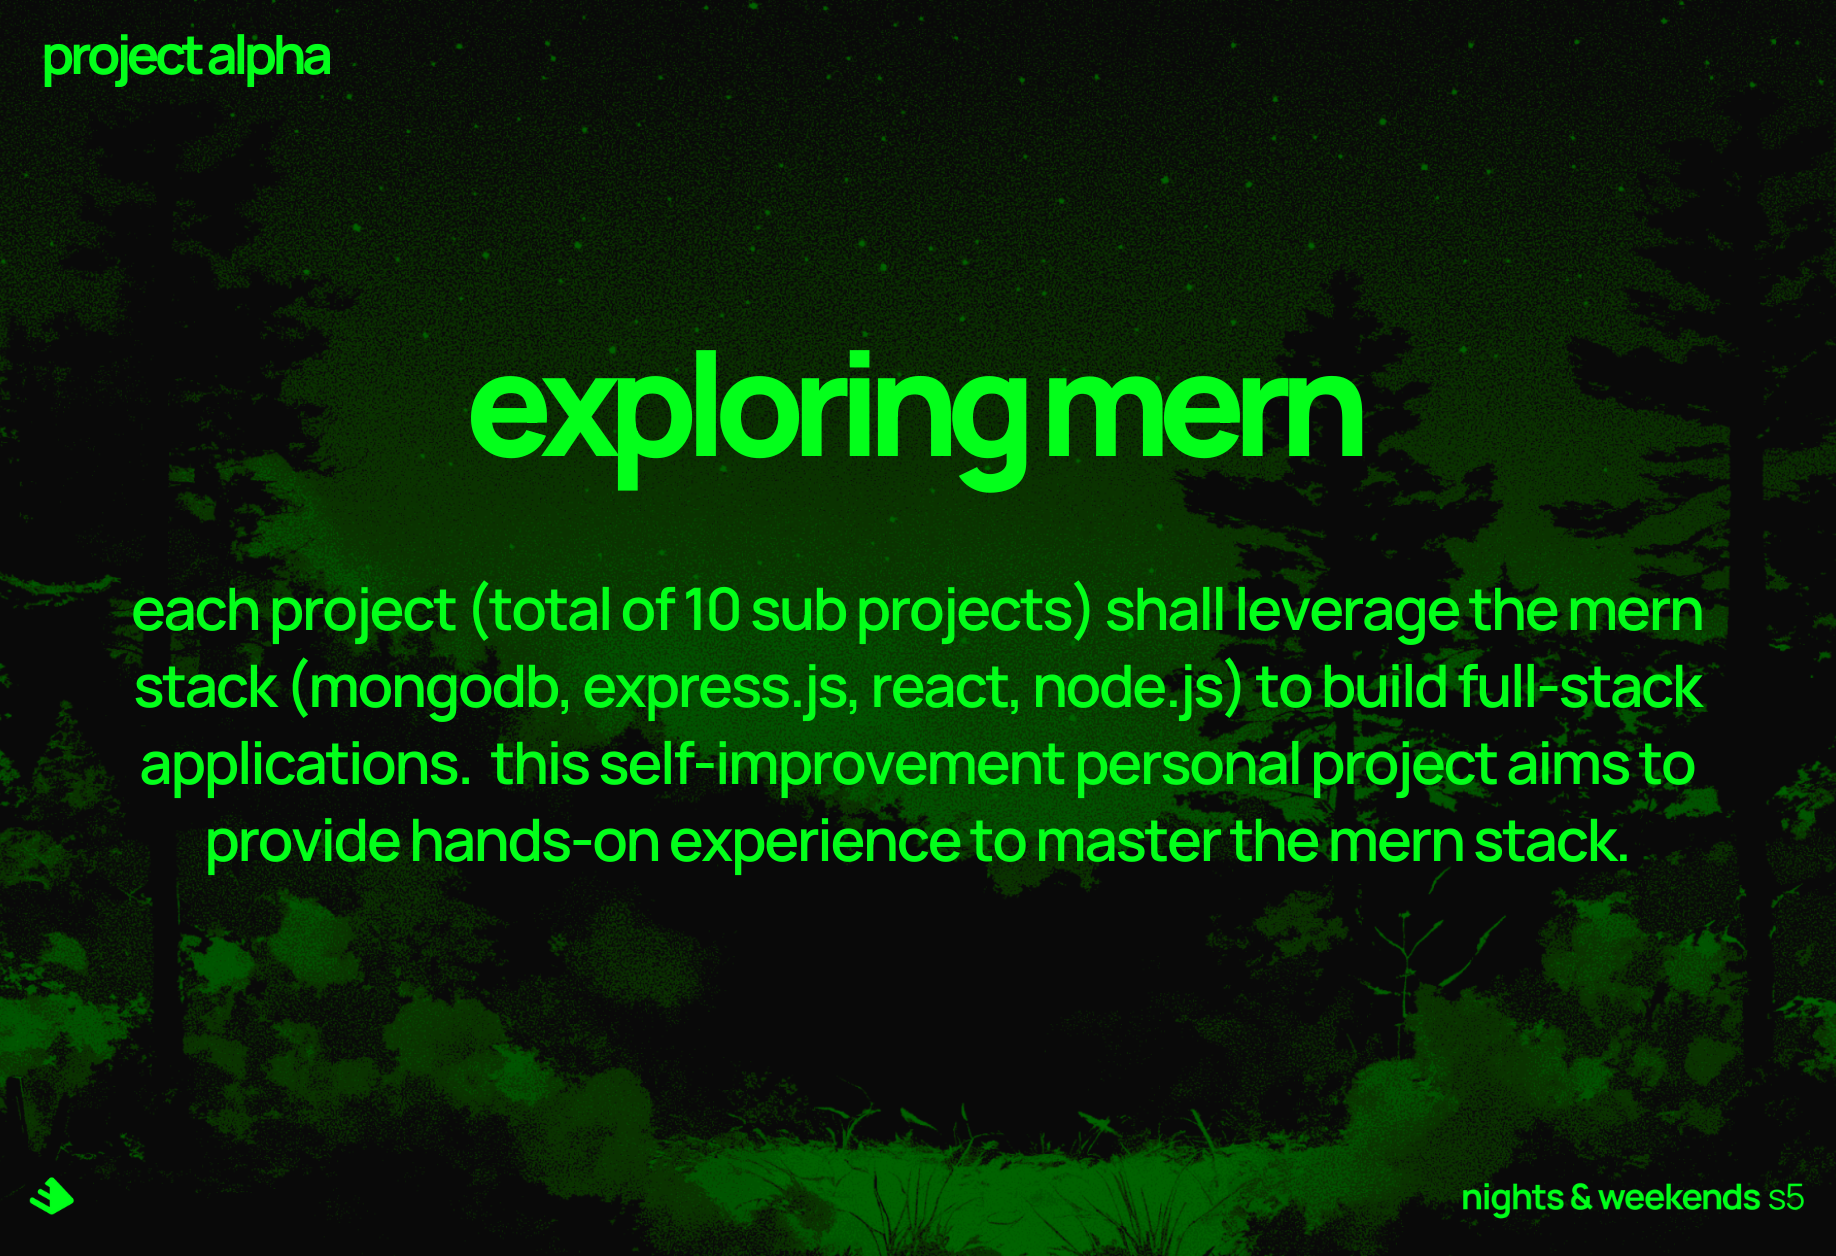 project alpha
exploring mern
each project (total of 10 sub projects) shall leverage the mern
stack (mongodb, express.js, react, node.js) to build full-stack
applications.  this self-improvement personal project aims to
provide hands-on experience to master the mern stack.
nights & weekends s5